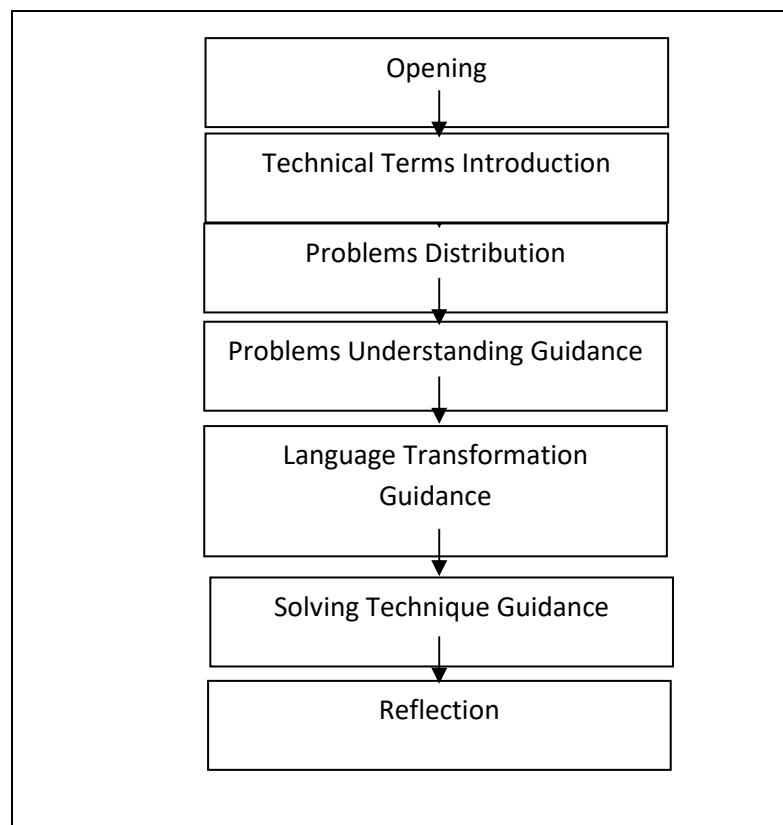 Opening
Technical Terms Introduction
Problems Distribution
Problems Understanding Guidance
Language Transformation
Guidance
Solving Technique Guidance
Reflection